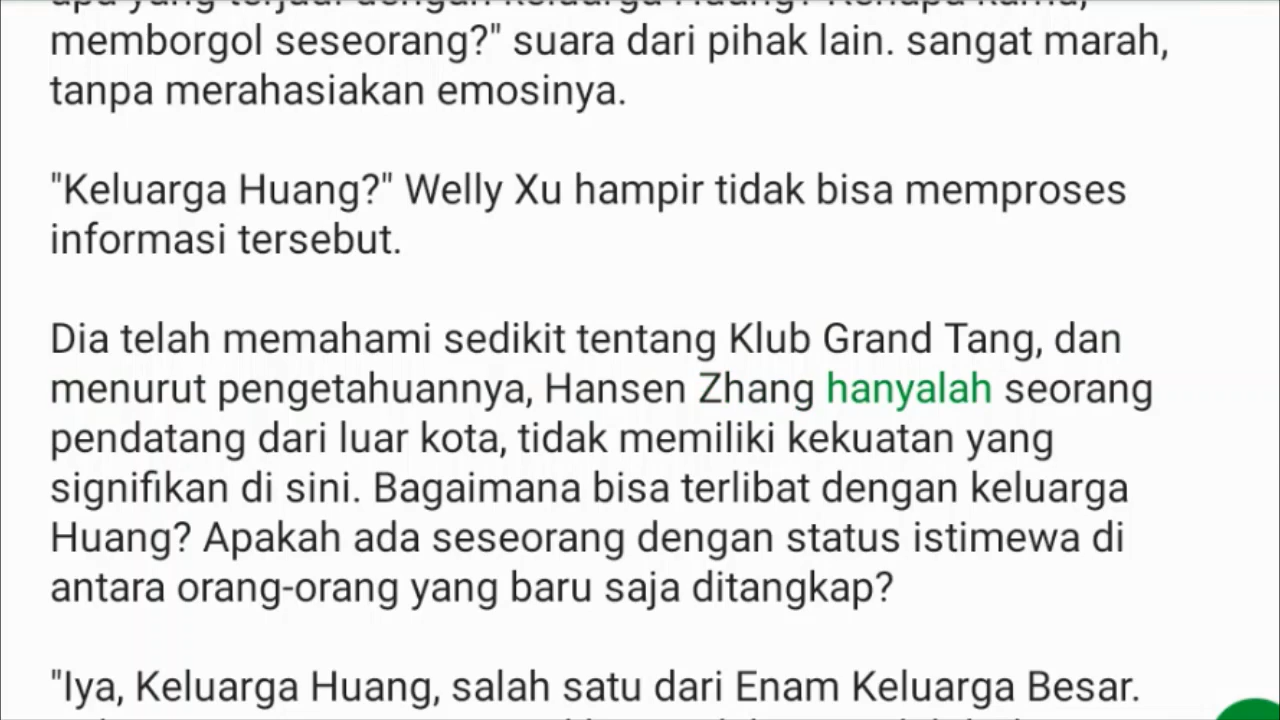 memborgol seseorang?" suara dari pihak lain. sangat marah,
tanpa merahasiakan emosinya.
"Keluarga Huang?" Welly Xu hampir tidak bisa memproses
informasi tersebut.
Dia telah memahami sedikit tentang Klub Grand Tang, dan
menurut pengetahuannya, Hansen Zhang hanyalah seorang
pendatang dari luar kota, tidak memiliki kekuatan yang
signifikan di sini. Bagaimana bisa terlibat dengan keluarga
Huang? Apakah ada seseorang dengan status istimewa di
antara orang-orang yang baru saja ditangkap?
"Iya, Keluarga Huang, salah satu dari Enam Keluarga Besar.